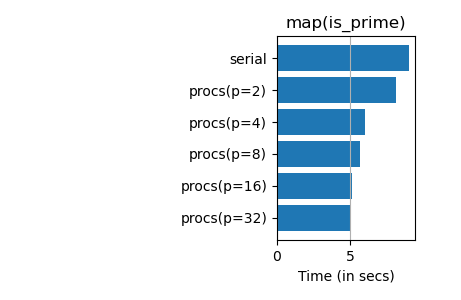 map(is_prime)
serial
procs(p=2)
procs(p=4)
procs(p=8)
procs(p=16)
procs(p=32)
0 5
Time (in secs)